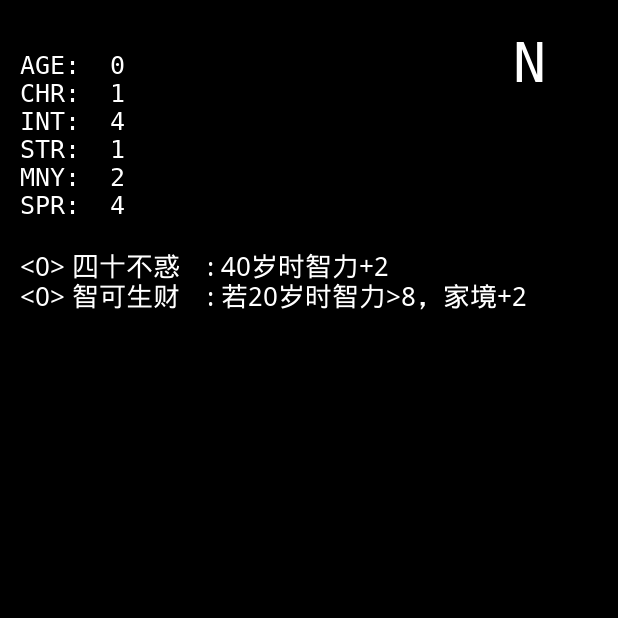 N
AGE: 0
CHR: 1
INT: 4
STR: 1
MNY: 2
SPR: 4
<0> 四十不惑 :40岁时智力+2
<0> 智可生财 :若20岁时智力>8，家境+2